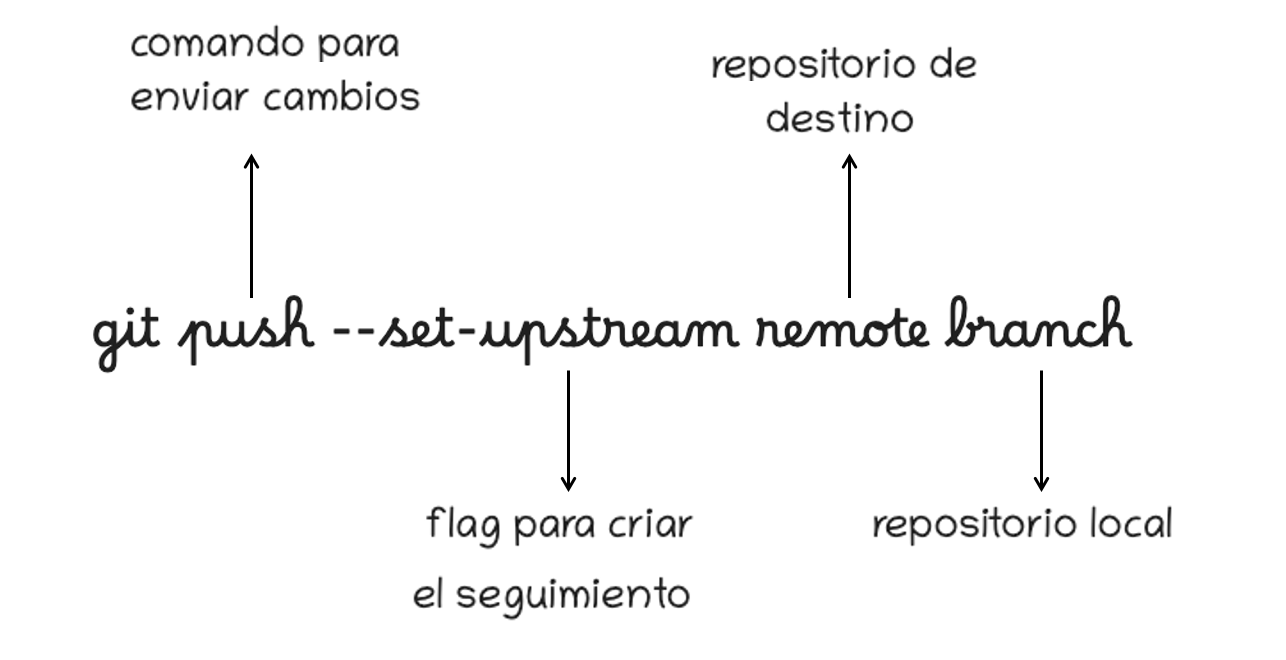 comando para
enviar cambios
repositorio de
destino
git push --set-upstream remote branch
flag para criar
el seguimiento
repositorio local